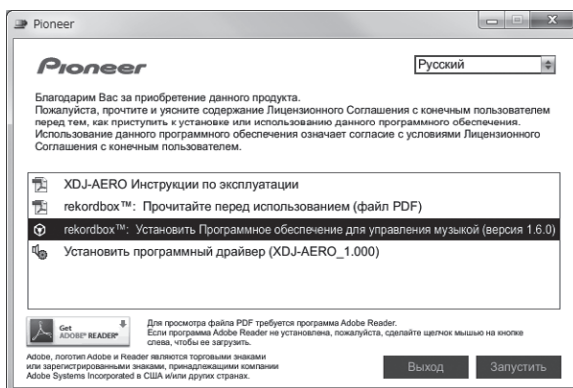 Pioneer
Pioneer
Русский
Благодарим Вас за приобретение данного продукта.
Пожалуйста, прочтите и уясните содержание Лицензионного Соглашения с конечным пользователем
перед тем, как приступить к установке или использованию данного программного обеспечения.
Использование данного программного обеспечения означает согласие с условиями Лицензионного
Соглашения с конечным пользователем.
XDJ-AERO Инструкции по эксплуатации
rekordbox™: Прочитайте перед использованием (файл PDF)
rekordbox™: Установить Программное обеспечение для управления музыкой (версия 1.6.0)
Установить программный драйвер (XDJ-AERO_1.000)
Get
ADOBE® READER®
Для просмотра файла PDF требуется программа Adobe Reader.
Если программа Adobe Reader не установлена, пожалуйста, сделайте щелчок мышью на кнопке
слева, чтобы ее загрузить.
Adobe, логотип Adobe и Reader являются торговыми знаками
или зарегистрированными знаками, принадлежащими компании
Adobe Systems Incorporated в США и/или других странах.
Выход
Запустить